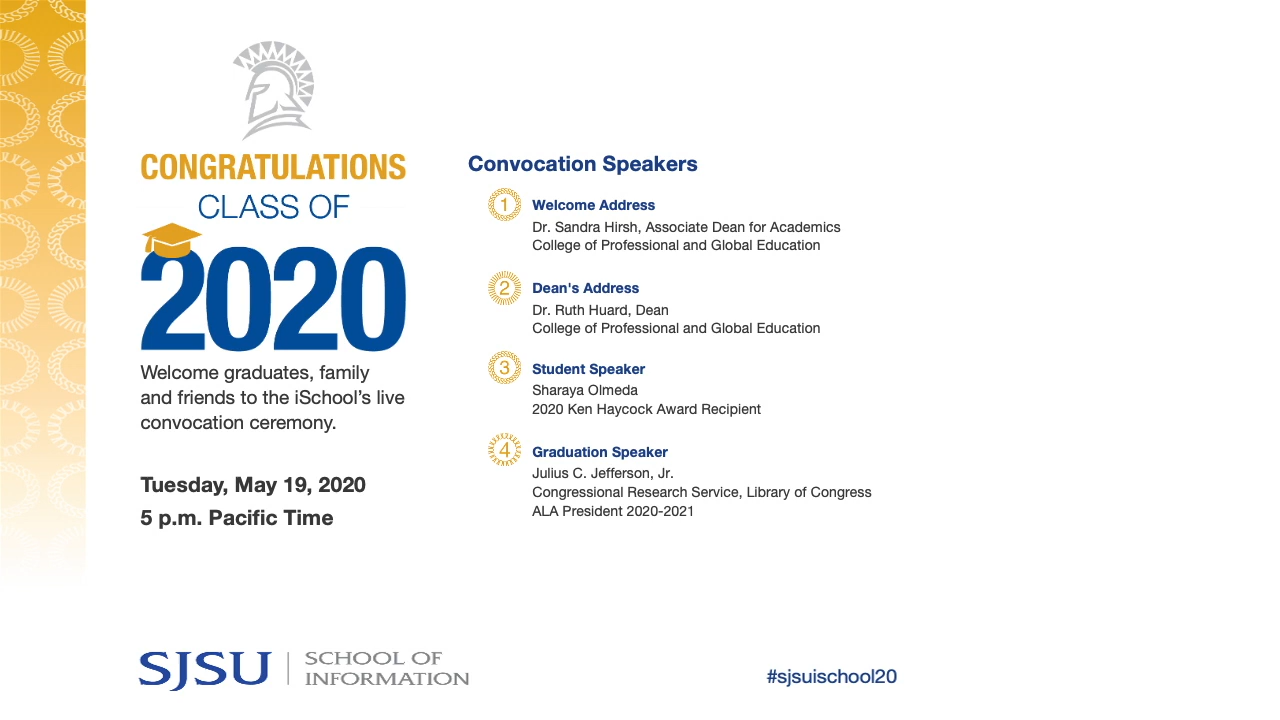 CONGRATULATIONS
CLASS OF
2020
Welcome graduates, family
and friends to the iSchool’s live
convocation ceremony.
Tuesday, May 19, 2020
5 p.m. Pacific Time
Convocation Speakers
1
Welcome Address
Dr. Sandra Hirsh, Associate Dean for Academics
College of Professional and Global Education
2
Dean's Address
Dr. Ruth Huard, Dean
College of Professional and Global Education
3
Student Speaker
Sharaya Olmeda
2020 Ken Haycock Award Recipient
4
Graduation Speaker
Julius C. Jefferson, Jr.
Congressional Research Service, Library of Congress
ALA President 2020-2021
SJSU
SCHOOL OF
INFORMATION
#sjsuischool20